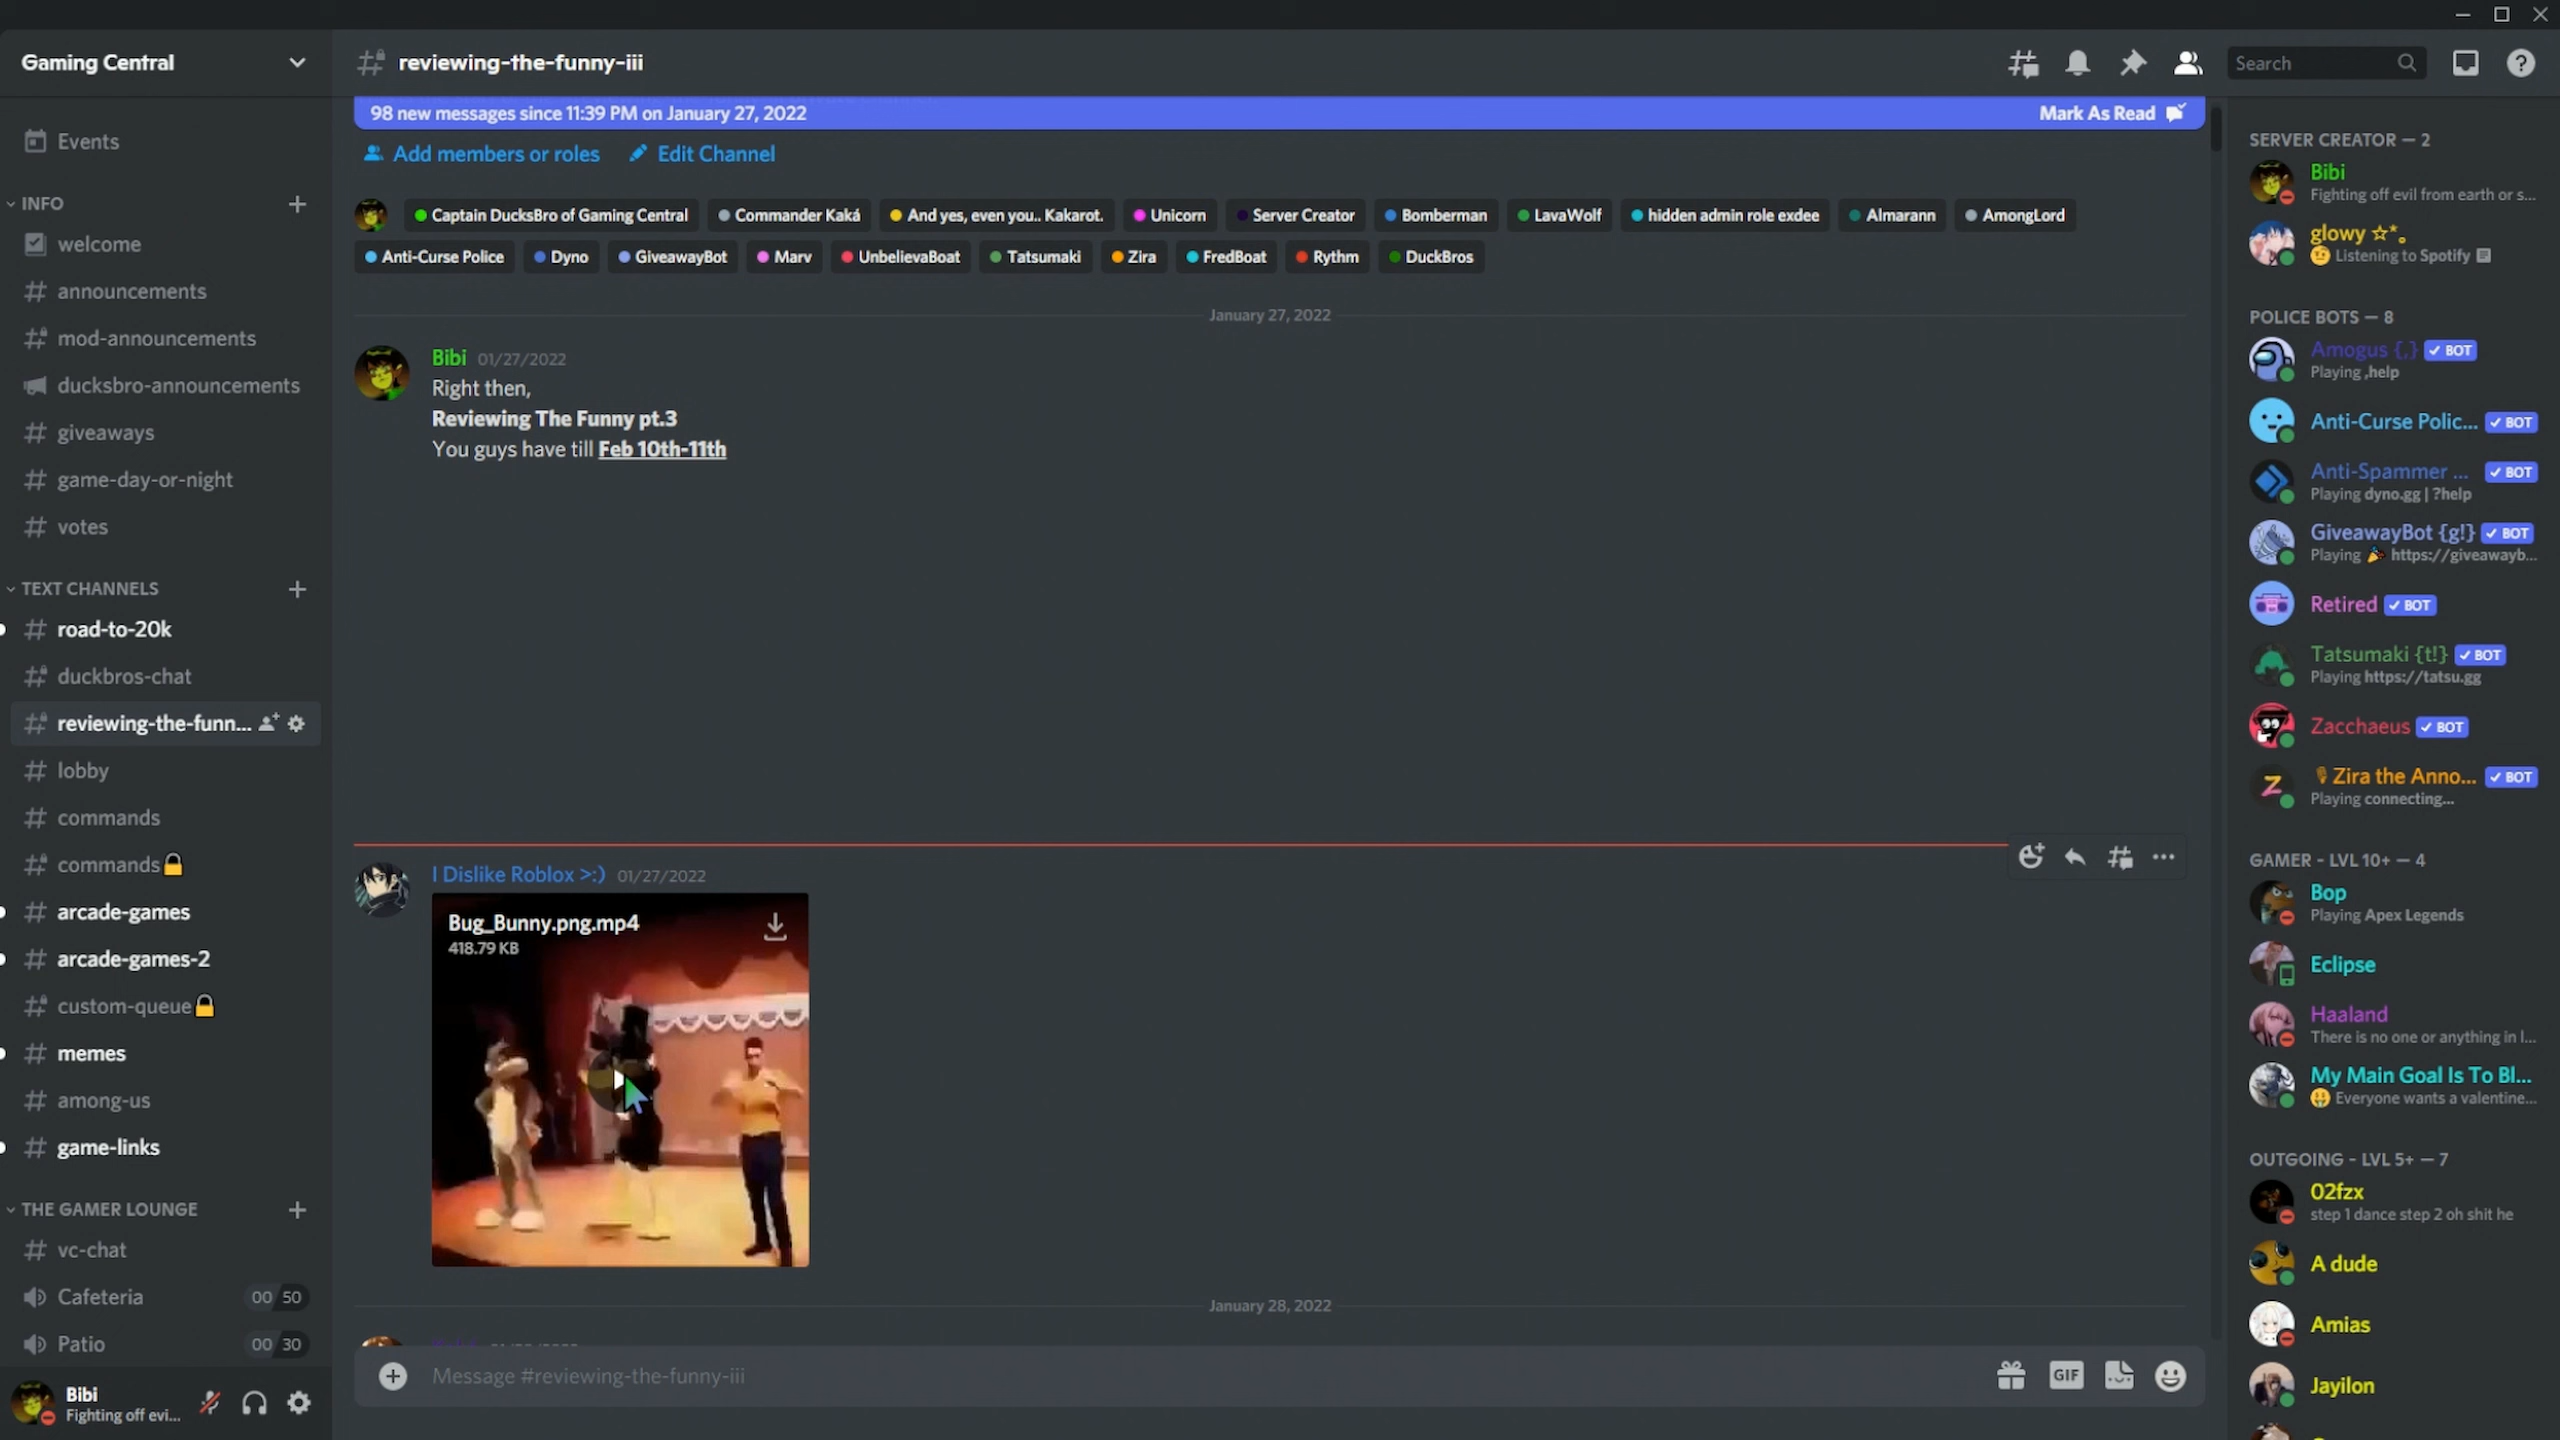 Gaming Central
Events
INFO
welcome
announcements
mod-announcements
ducksbro-announcements
giveaways
game-day-or-night
votes
TEXT CHANNELS
road-to-20k
duckbros-chat
reviewing-the-funn...
lobby
commands
commands🔒
arcade-games
arcade-games-2
custom-queue🔒
memes
among-us
game-links
THE GAMER LOUNGE
vc-chat
Cafeteria 00 50
Patio 00 30
Bibi
Fighting off evi...
reviewing-the-funny-iii
Search
98 new messages since 11:39 PM on January 27, 2022 Mark As Read
Add members or roles Edit Channel
Captain DucksBro of Gaming Central Commander Kaká And yes, even you.. Kakarot. Unicorn Server Creator Bomberman LavaWolf hidden admin role exdee Almarann AmongLord
Anti-Curse Police Dyno GiveawayBot Marv UnbelievaBoat Tatsumaki Zira FredBoat Rythm DuckBros
January 27, 2022
Bibi 01/27/2022
Right then,
Reviewing The Funny pt.3
You guys have till Feb 10th-11th
I Dislike Roblox >:) 01/27/2022
Bug_Bunny.png.mp4
418.79 KB
January 28, 2022
Message #reviewing-the-funny-iii
GIF
SERVER CREATOR — 2
Bibi
Fighting off evil from earth or s...
glowy ☆*。
🤨 Listening to Spotify
POLICE BOTS — 8
Amogus {,} ✓ BOT
Playing ,help
Anti-Curse Polic... ✓ BOT
Anti-Spammer ... ✓ BOT
Playing dyno.gg | ?help
GiveawayBot {g!} ✓ BOT
Playing 🎉 https://giveawayb...
Retired ✓ BOT
Tatsumaki {t!} ✓ BOT
Playing https://tatsu.gg
Zacchaeus ✓ BOT
🎙Zira the Anno... ✓ BOT
Playing connecting...
GAMER - LVL 10+ — 4
Bop
Playing Apex Legends
Eclipse
Haaland
There is no one or anything in l...
My Main Goal Is To Bl...
🤑 Everyone wants a valentine...
OUTGOING - LVL 5+ — 7
02fzx
step 1 dance step 2 oh shit he
A dude
Amias
Jayilon